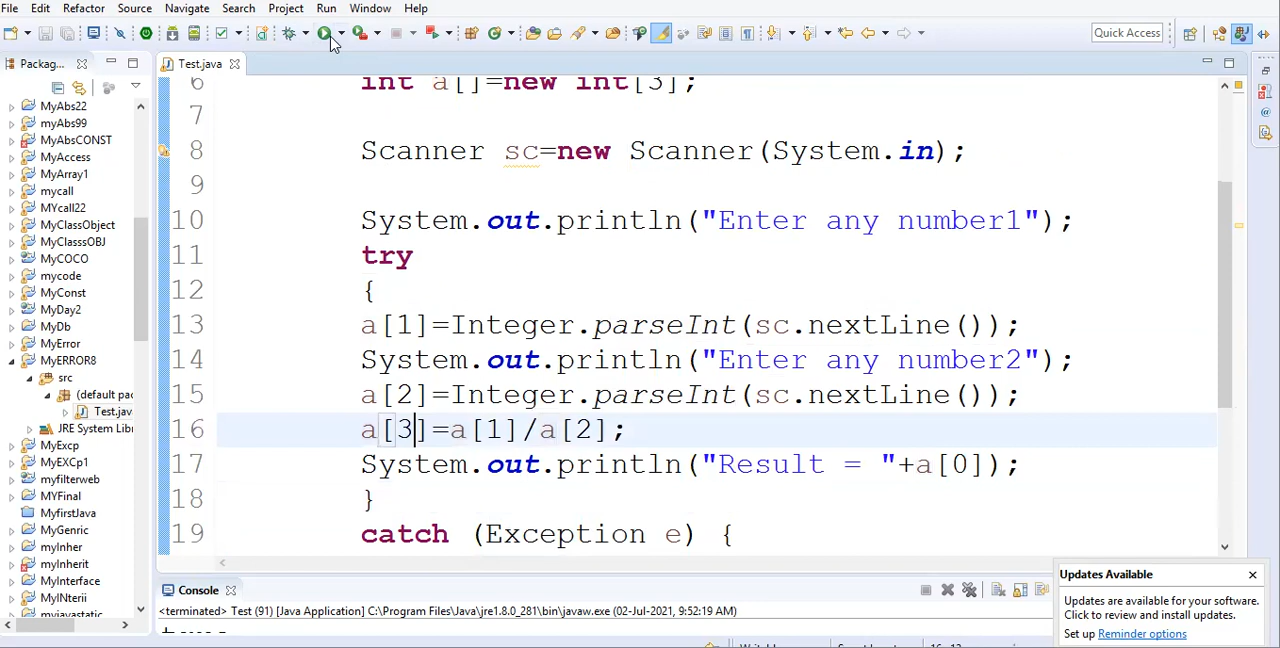 File Edit Refactor Source Navigate Search Project Run Window Help
Quick Access
Packag...
Test.java
MyAbs22
myAbs99
MyAbsCONST
MyAccess
MyArray1
mycall
MYcall22
MyClassObject
MyClasssOBJ
MyCOCO
mycode
MyConst
MyDay2
MyDb
MyError
MyERROR8
src
(default pac
Test.jav
JRE System Lib
MyExcp
MyEXCp1
myfilterweb
MYFinal
MyfirstJava
MyGenric
myInher
myInherit
MyInterface
MyINterii
myjavastatic
6 int a[]=new int[3];
7
8 Scanner sc=new Scanner(System.in);
9
10 System.out.println("Enter any number1");
11 try
12 {
13 a[1]=Integer.parseInt(sc.nextLine());
14 System.out.println("Enter any number2");
15 a[2]=Integer.parseInt(sc.nextLine());
16 a[3]=a[1]/a[2];
17 System.out.println("Result = "+a[0]);
18 }
19 catch (Exception e) {
Console
<terminated> Test (91) [Java Application] C:\Program Files\Java\jre1.8.0_281\bin\javaw.exe (02-Jul-2021, 9:52:19 AM)
Updates Available
Updates are available for your software.
Click to review and install updates.
Set up Reminder options